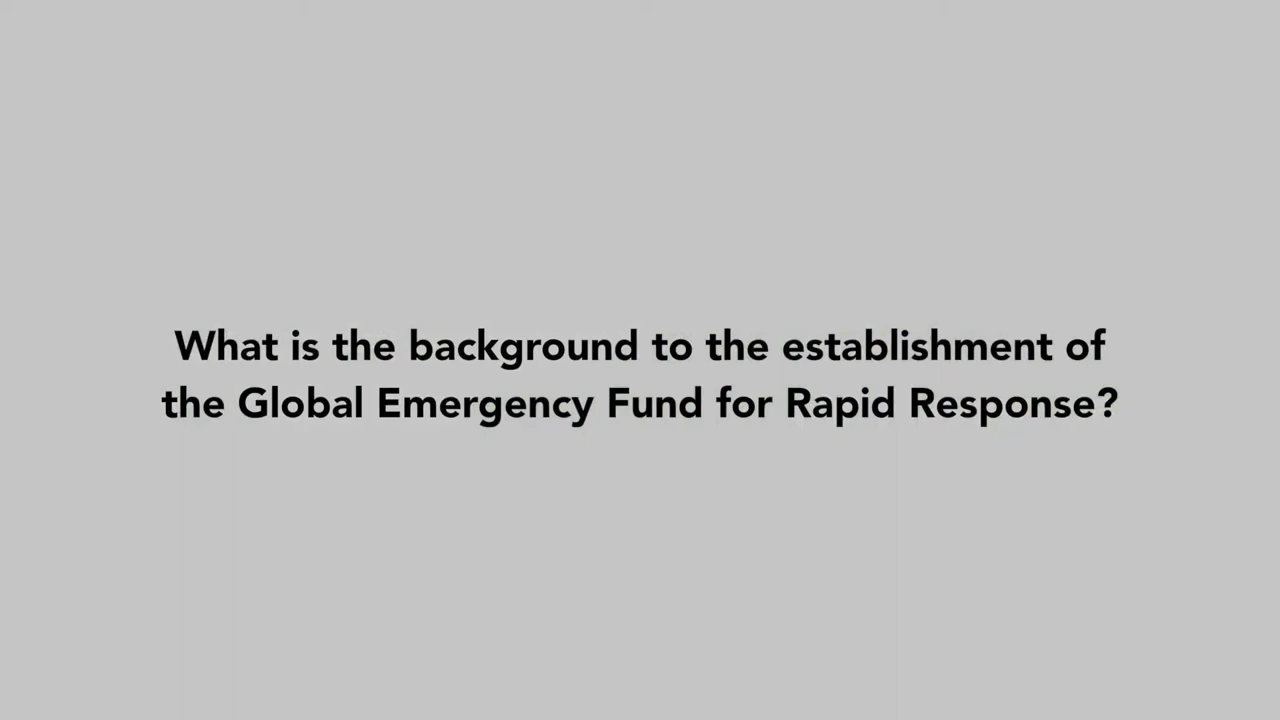 What is the background to the establishment of
the Global Emergency Fund for Rapid Response?